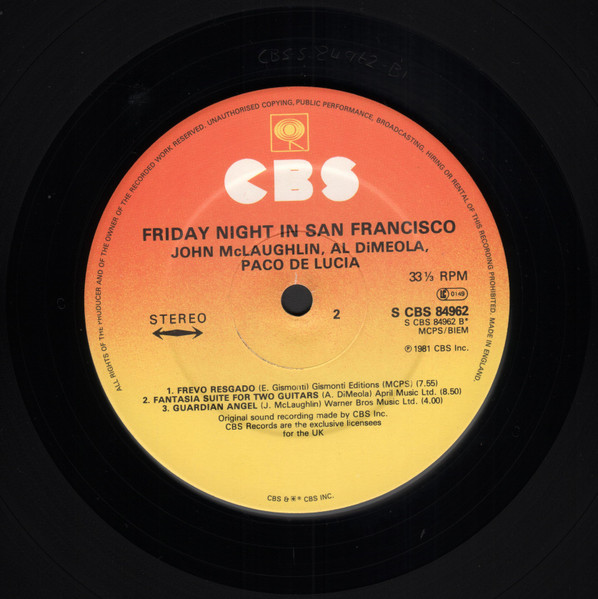 CBS S 84962 B1
ALL RIGHTS OF THE PRODUCER AND OF THE OWNER OF THE RECORDED WORK RESERVED. UNAUTHORISED COPYING, PUBLIC PERFORMANCE, BROADCASTING, HIRING OR RENTAL OF THIS RECORDING PROHIBITED. MADE IN ENGLAND.
CBS
FRIDAY NIGHT IN SAN FRANCISCO
JOHN McLAUGHLIN, AL DiMEOLA,
PACO DE LUCIA
33 ⅓ RPM
STEREO
2
0149
S CBS 84962
S CBS 84962 B*
MCPS/BIEM
℗ 1981 CBS Inc.
1. FREVO RESGADO (E. Gismonti) Gismonti Editions (MCPS) (7.55)
2. FANTASIA SUITE FOR TWO GUITARS (A. DiMeola) April Music Ltd. (8.50)
3. GUARDIAN ANGEL (J. McLaughlin) Warner Bros Music Ltd. (4.00)
Original sound recording made by CBS Inc.
CBS Records are the exclusive licensees
for the UK
CBS & ® CBS INC.